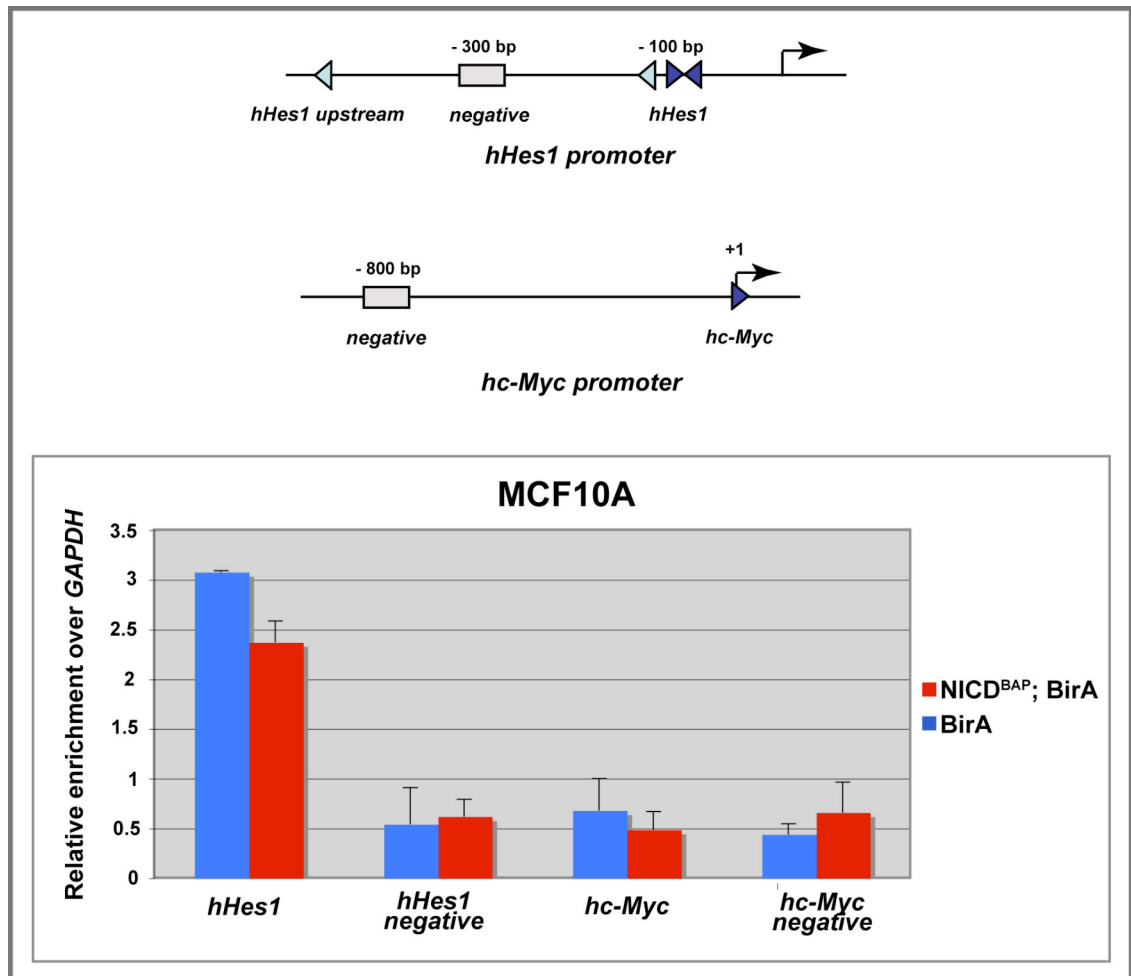 - 300 bp - 100 bp
hHes1 upstream negative hHes1
hHes1 promoter
- 800 bp +1
negative hc-Myc
hc-Myc promoter
MCF10A
Relative enrichment over GAPDH
3.5
3
2.5
2
1.5
1
0.5
0
NICDBAP; BirA
BirA
hHes1 hHes1 hc-Myc hc-Myc
negative negative